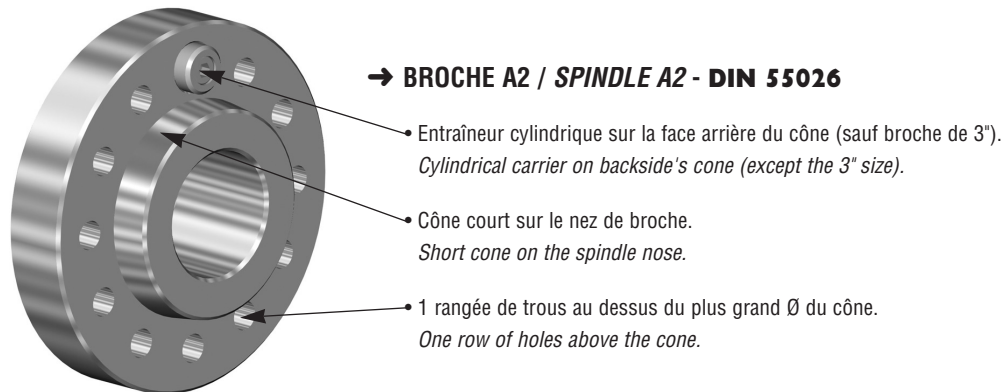 ➜ BROCHE A2 / SPINDLE A2 - DIN 55026
• Entraîneur cylindrique sur la face arrière du cône (sauf broche de 3").
Cylindrical carrier on backside's cone (except the 3" size).
• Cône court sur le nez de broche.
Short cone on the spindle nose.
• 1 rangée de trous au dessus du plus grand Ø du cône.
One row of holes above the cone.